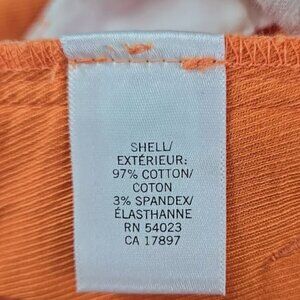 SHELL/
EXTÉRIEUR:
97% COTTON/
COTON
3% SPANDEX/
ÉLASTHANNE
RN 54023
CA 17897